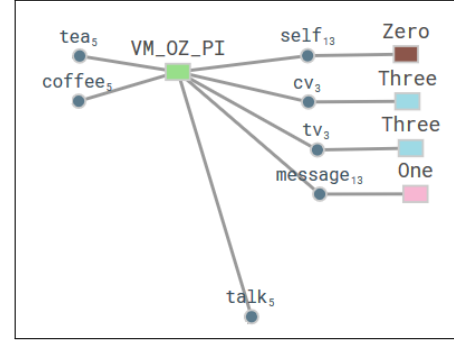 tea₅
VM_OZ_PI
self₁₃
Zero
coffee₅
cv₃
Three
tv₃
Three
message₁₃
One
talk₅